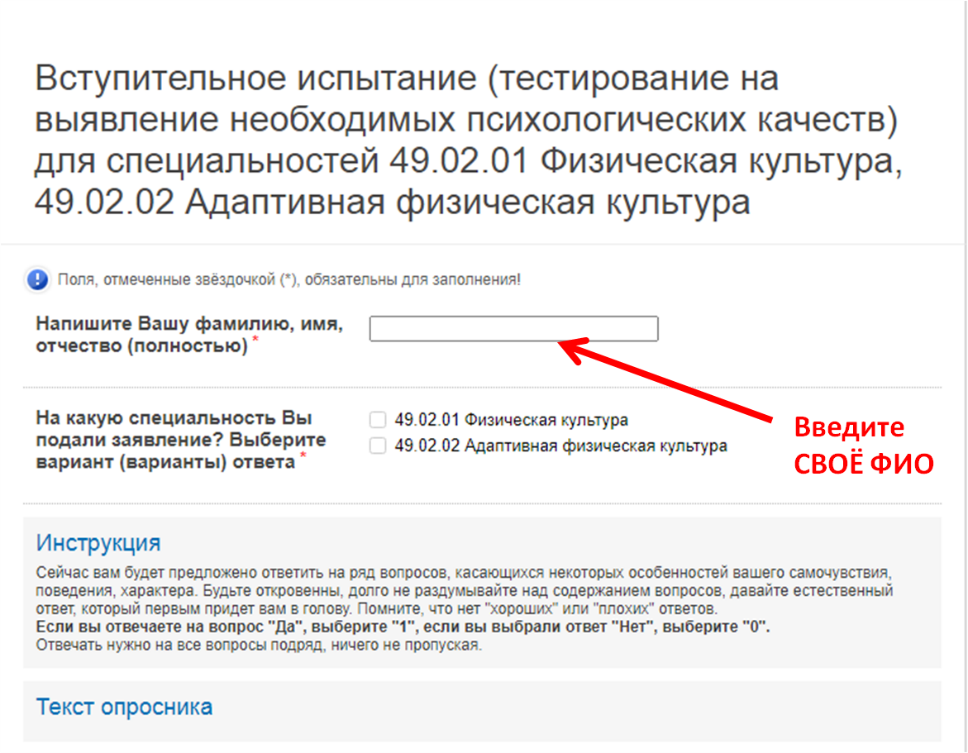 Вступительное испытание (тестирование на
выявление необходимых психологических качеств)
для специальностей 49.02.01 Физическая культура,
49.02.02 Адаптивная физическая культура
Поля, отмеченные звёздочкой (*), обязательны для заполнения!
Напишите Вашу фамилию, имя,
отчество (полностью) *
На какую специальность Вы
подали заявление? Выберите
вариант (варианты) ответа *
49.02.01 Физическая культура
49.02.02 Адаптивная физическая культура
Введите
СВОЁ ФИО
Инструкция
Сейчас вам будет предложено ответить на ряд вопросов, касающихся некоторых особенностей вашего самочувствия,
поведения, характера. Будьте откровенны, долго не раздумывайте над содержанием вопросов, давайте естественный
ответ, который первым придет вам в голову. Помните, что нет "хороших" или "плохих" ответов.
Если вы отвечаете на вопрос "Да", выберите "1", если вы выбрали ответ "Нет", выберите "0".
Отвечать нужно на все вопросы подряд, ничего не пропуская.
Текст опросника